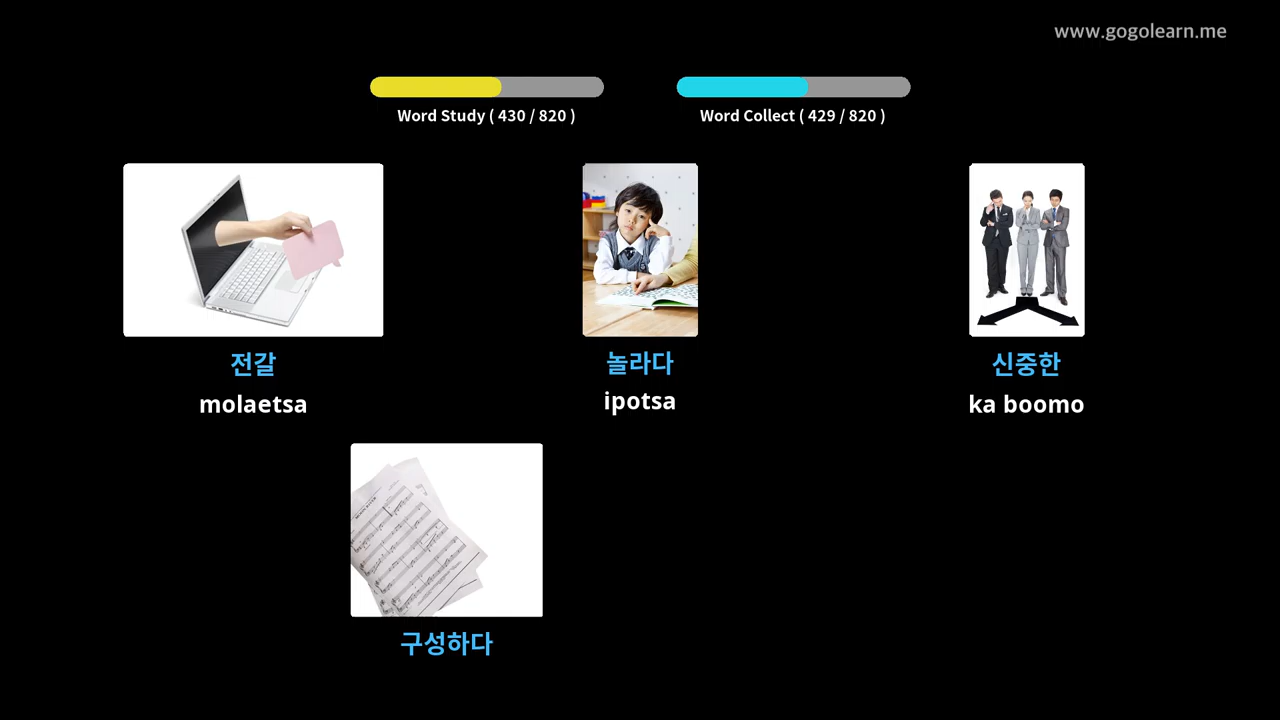 www.gogolearn.me
Word Study ( 430 / 820 )
Word Collect ( 429 / 820 )
전갈
놀라다
신중한
molaetsa
ipotsa
ka boomo
구성하다